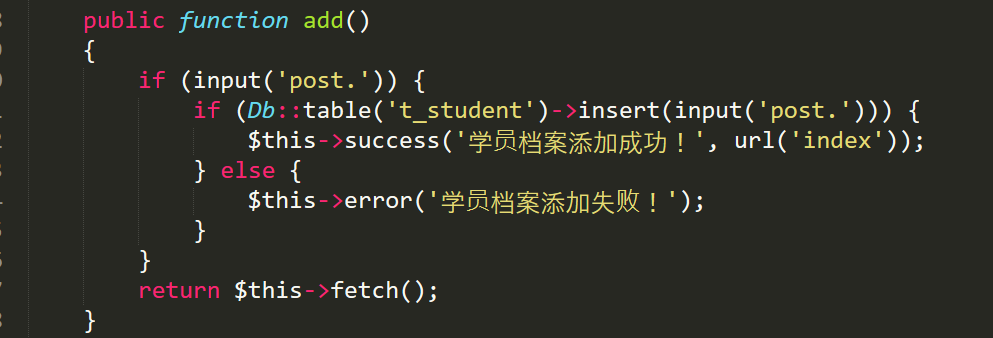 public function add()
{
if (input('post.')) {
if (Db::table('t_student')->insert(input('post.'))) {
$this->success('学员档案添加成功！', url('index'));
} else {
$this->error('学员档案添加失败！');
}
}
return $this->fetch();
}